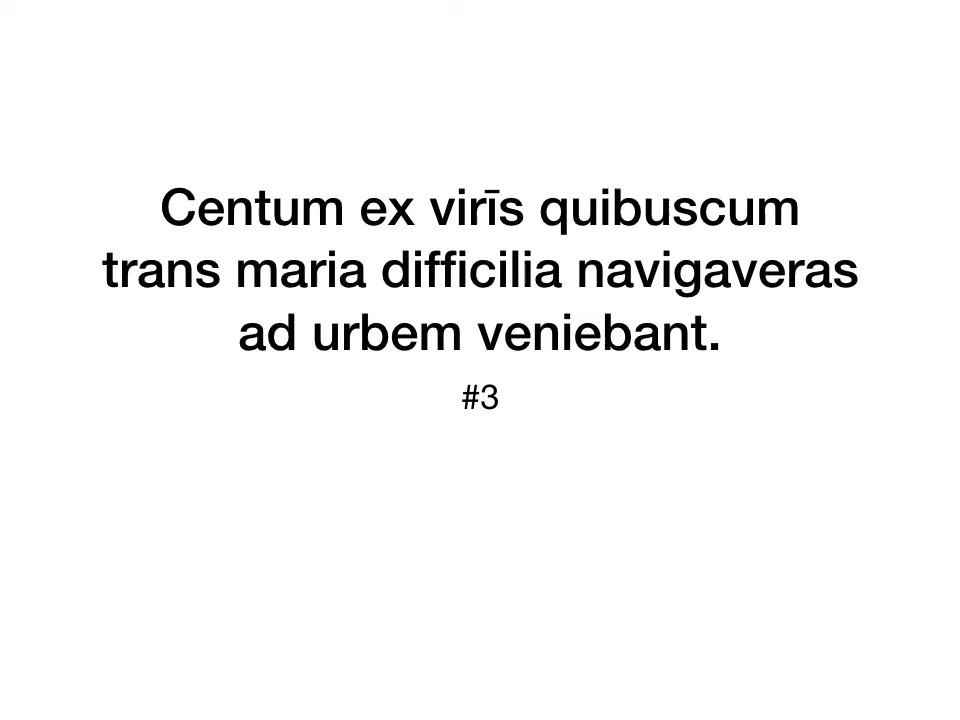 Centum ex virīs quibuscum
trans maria difficilia navigaveras
ad urbem veniebant.
#3